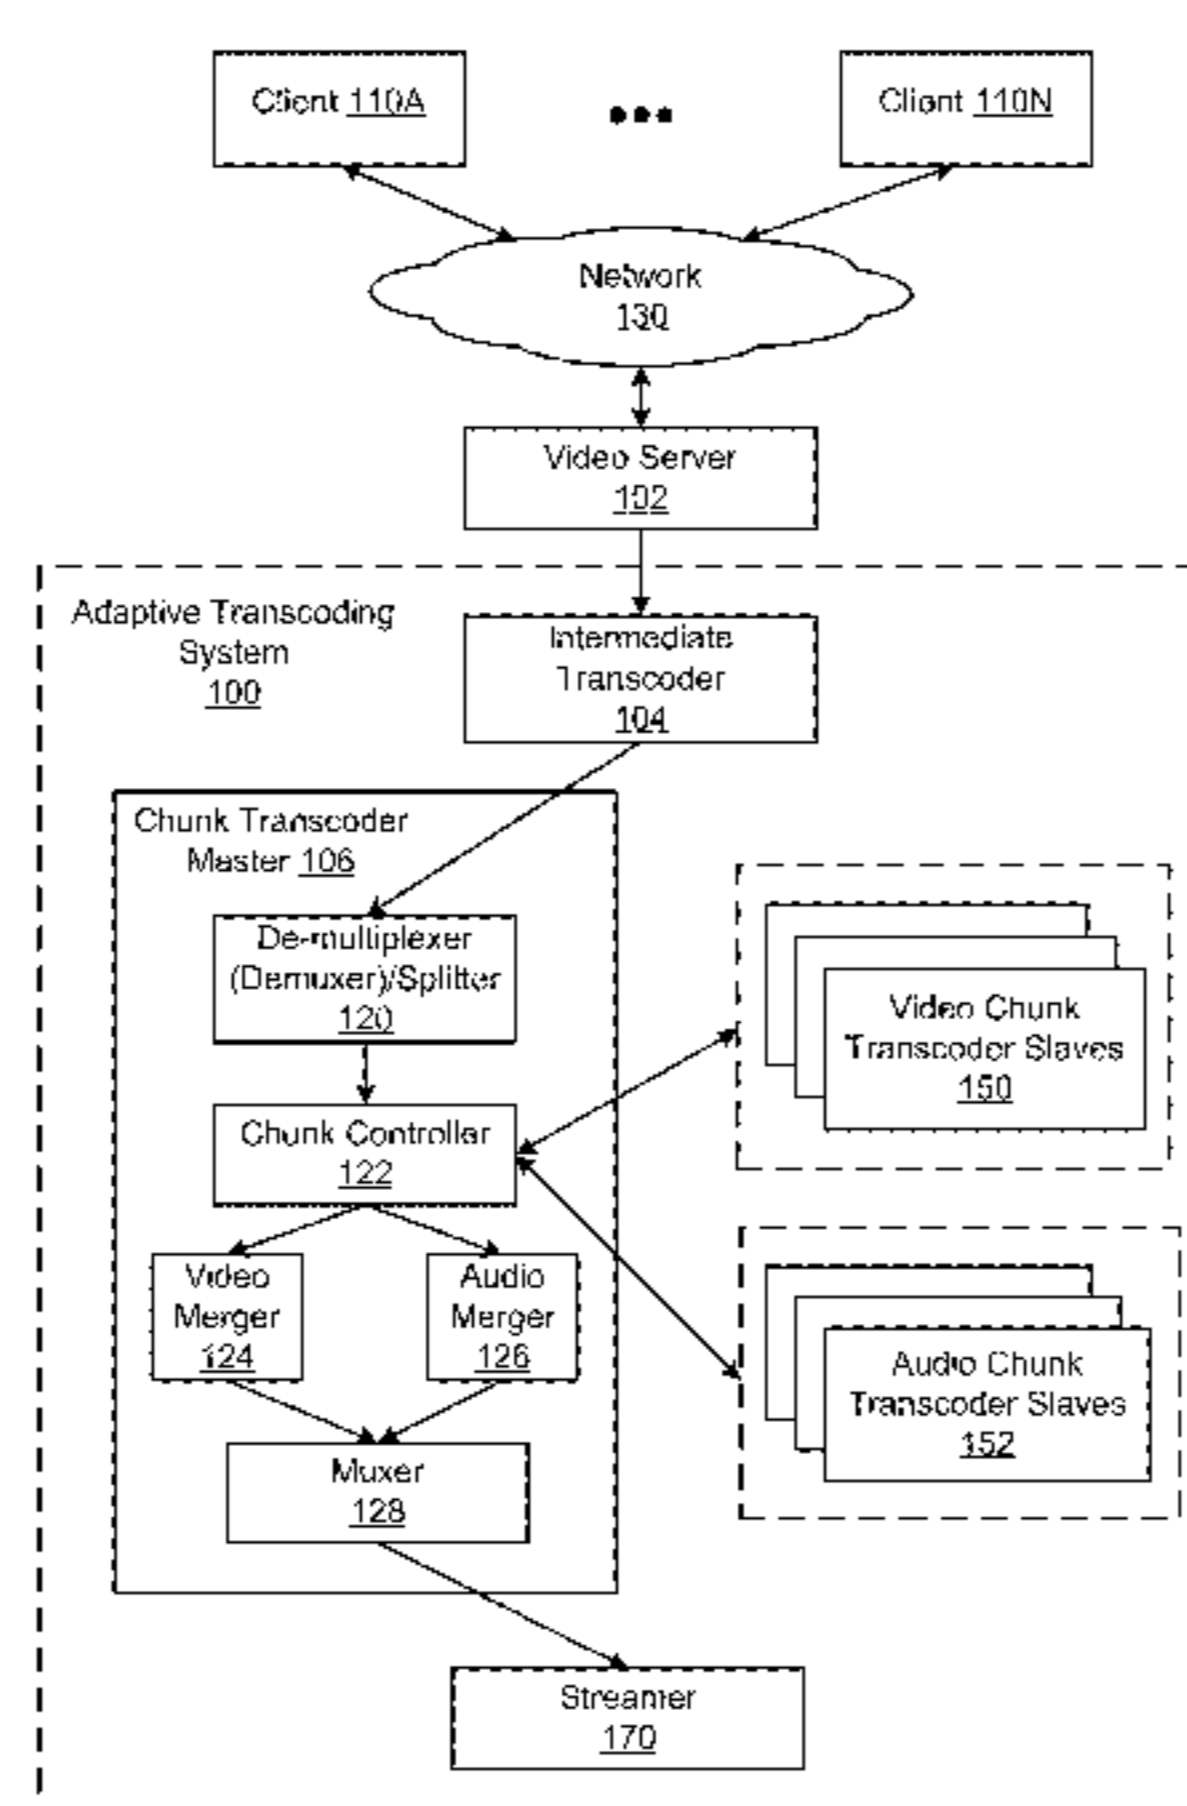 Client 110A
Client 110N
Network
130
Video Server
102
Adaptive Transcoding
System
100
Intermediate
Transcoder
104
Chunk Transcoder
Master 106
De-multiplexer
(Demuxer)/Splitter
120
Chunk Controller
122
Video
Merger
124
Audio
Merger
126
Muxer
128
Video Chunk
Transcoder Slaves
150
Audio Chunk
Transcoder Slaves
152
Streamer
170